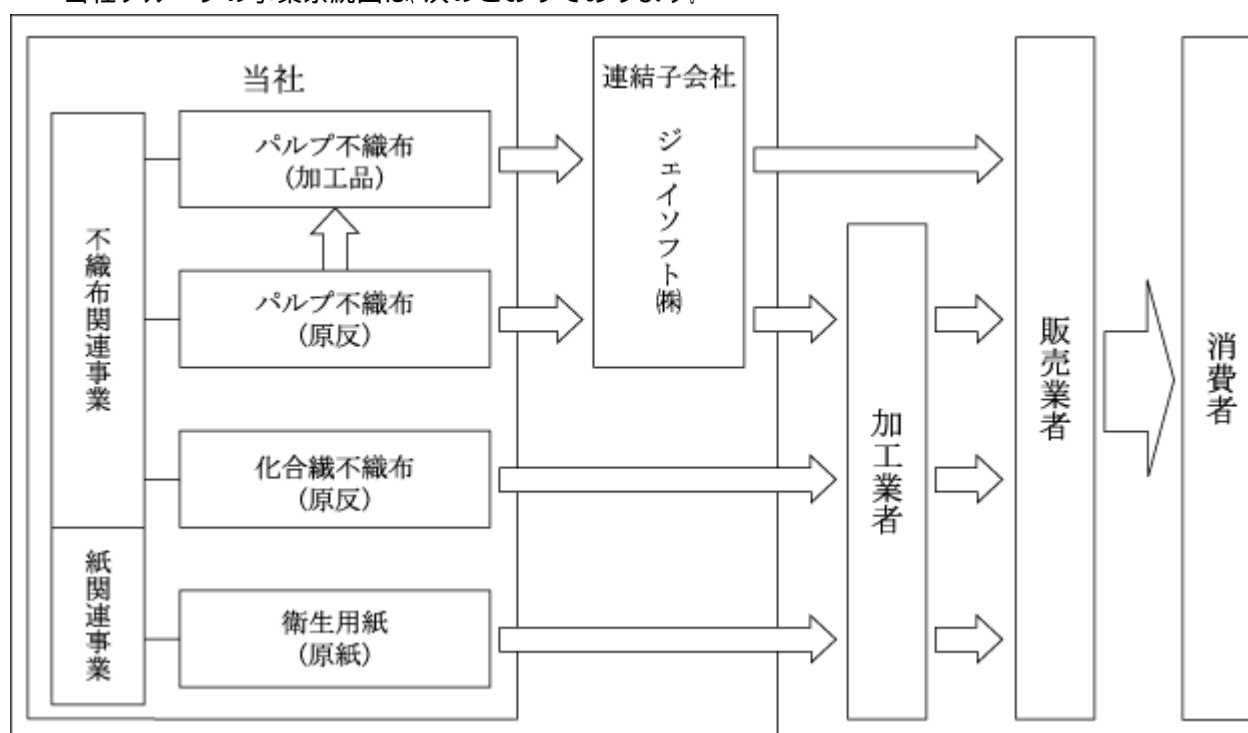 当社グループの事業系統図は、次のとおりであります。
当社
連結子会社
ジェイソフト㈱
不織布関連事業
パルプ不織布
(加工品)
パルプ不織布
(原反)
化合繊不織布
(原反)
紙関連事業
衛生用紙
(原紙)
加工業者
販売業者
消費者